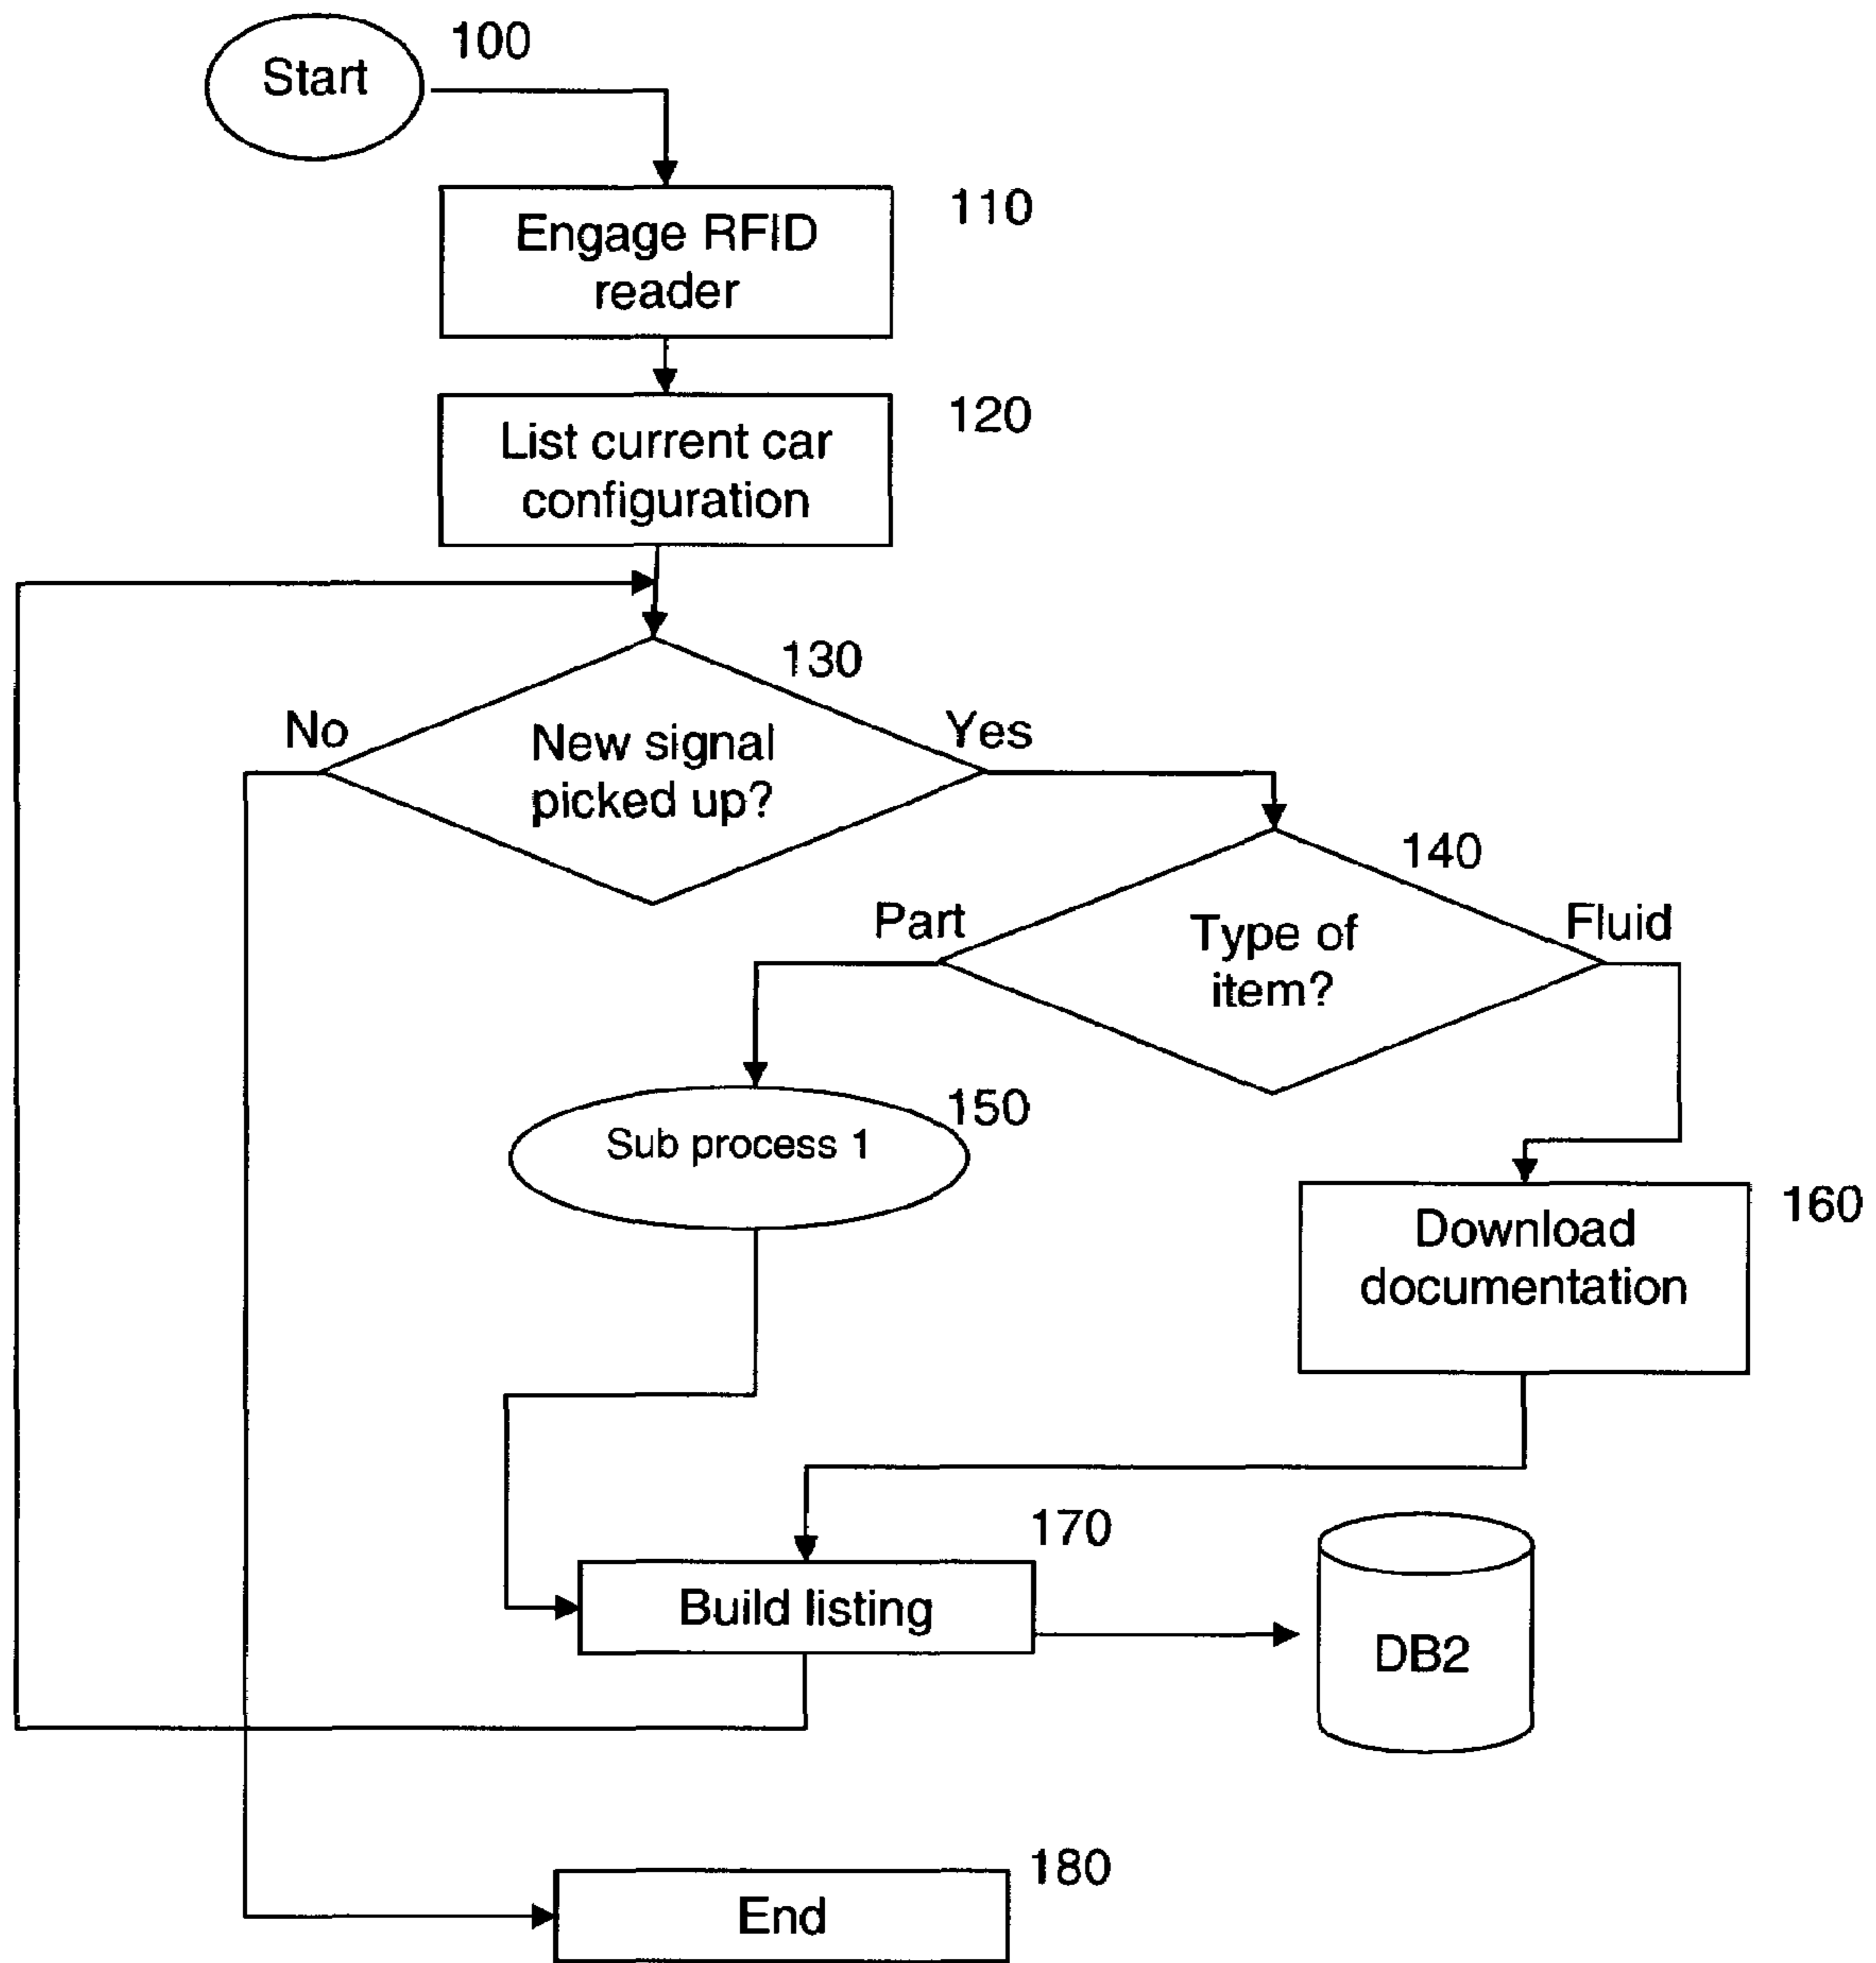 Start
100
Engage RFID
reader
110
List current car
configuration
120
130
No
New signal
picked up?
Yes
140
Part
Type of
item?
Fluid
150
Sub process 1
160
Download
documentation
170
Build listing
DB2
180
End